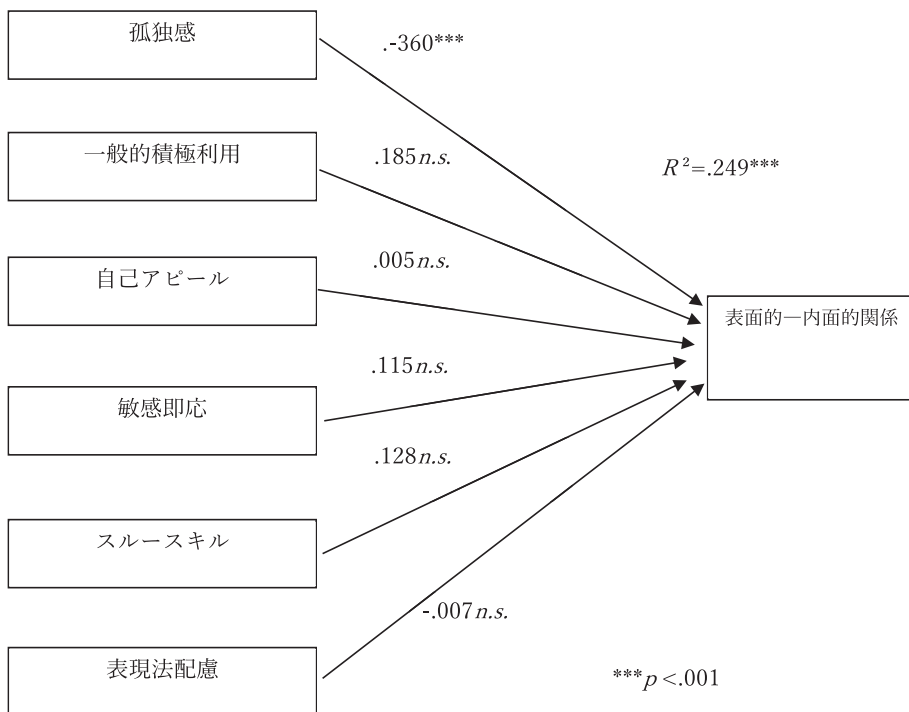 孤独感
.-360***
一般的積極利用
.185n.s.
R²=.249***
自己アピール
.005n.s.
表面的―内面的関係
敏感即応
.115n.s.
スルースキル
.128n.s.
表現法配慮
-.007n.s.
***p<.001